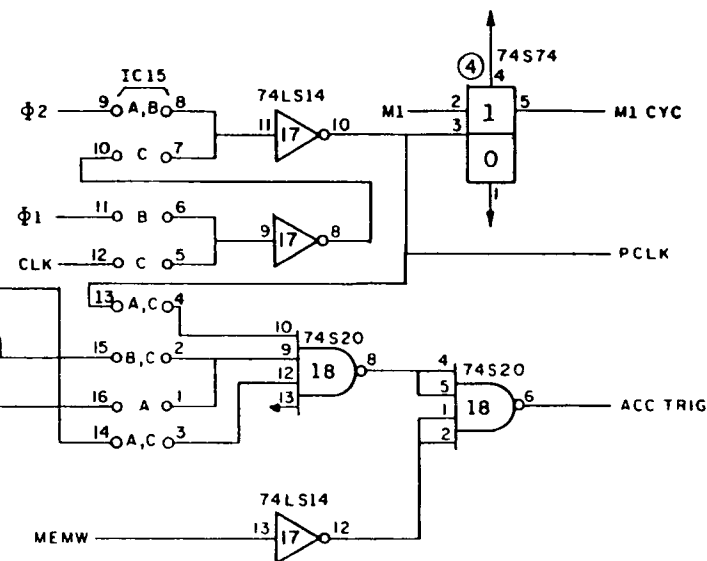 74S74
4
4
IC15
74LS14
Φ2 9 A,B 8
M1 2 1 5 M1 CYC
11 17 10
3
10 C 7
0
1
Φ1 11 B 6
9 17 8
CLK 12 C 5
PCLK
13 A,C 4
10 74S20
15 B,C 2
9 8
4 74S20
12 18
5
16 A 1
13
1 18 6 ACC TRIG
14 A,C 3
2
74LS14
MEMW 13 17 12